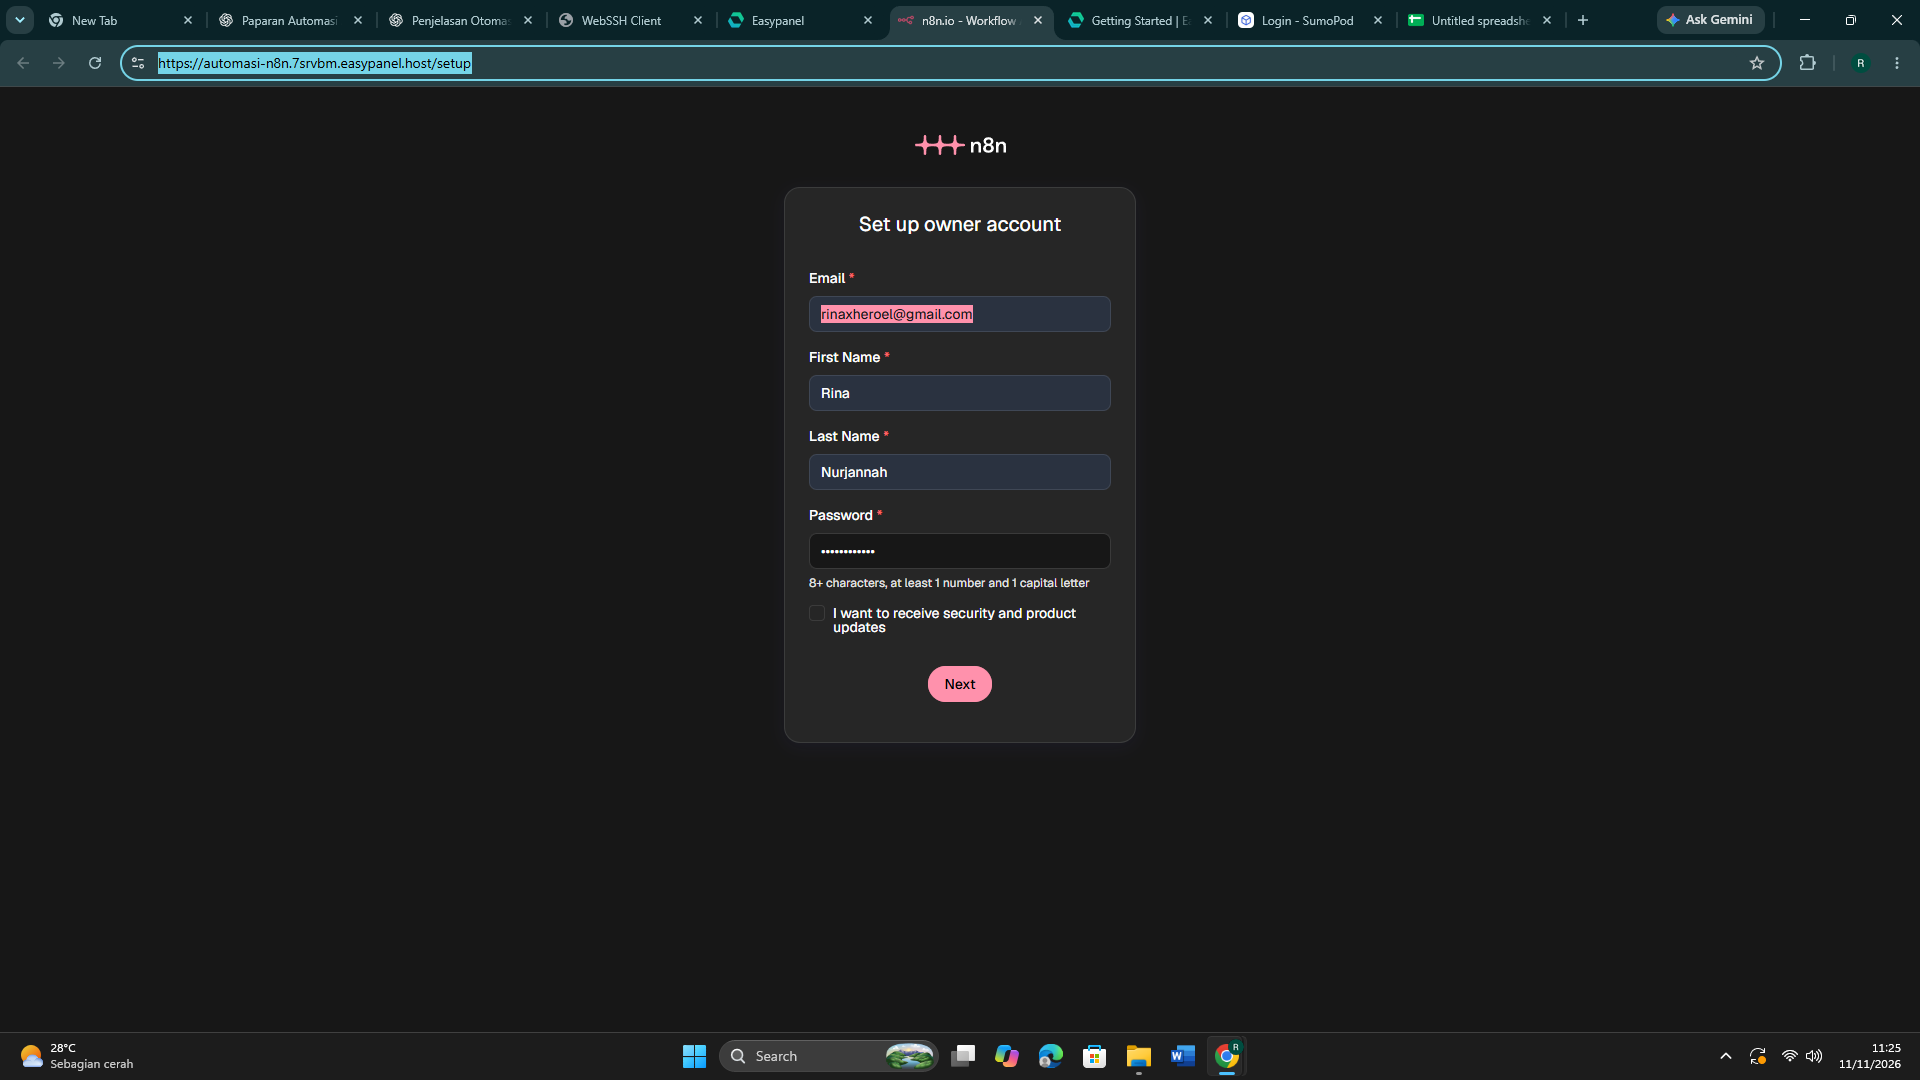 New Tab
Paparan Automasi
Penjelasan Otomas
WebSSH Client
Easypanel
n8n.io - Workflow
Getting Started | Ea
Login - SumoPod
Untitled spreadshe
Ask Gemini
https://automasi-n8n.7srvbm.easypanel.host/setup
R
n8n
Set up owner account
Email *
rinaxheroel@gmail.com
First Name *
Rina
Last Name *
Nurjannah
Password *
••••••••••••
8+ characters, at least 1 number and 1 capital letter
I want to receive security and product
updates
Next
28°C
Sebagian cerah
Search
R
11:25
11/11/2026